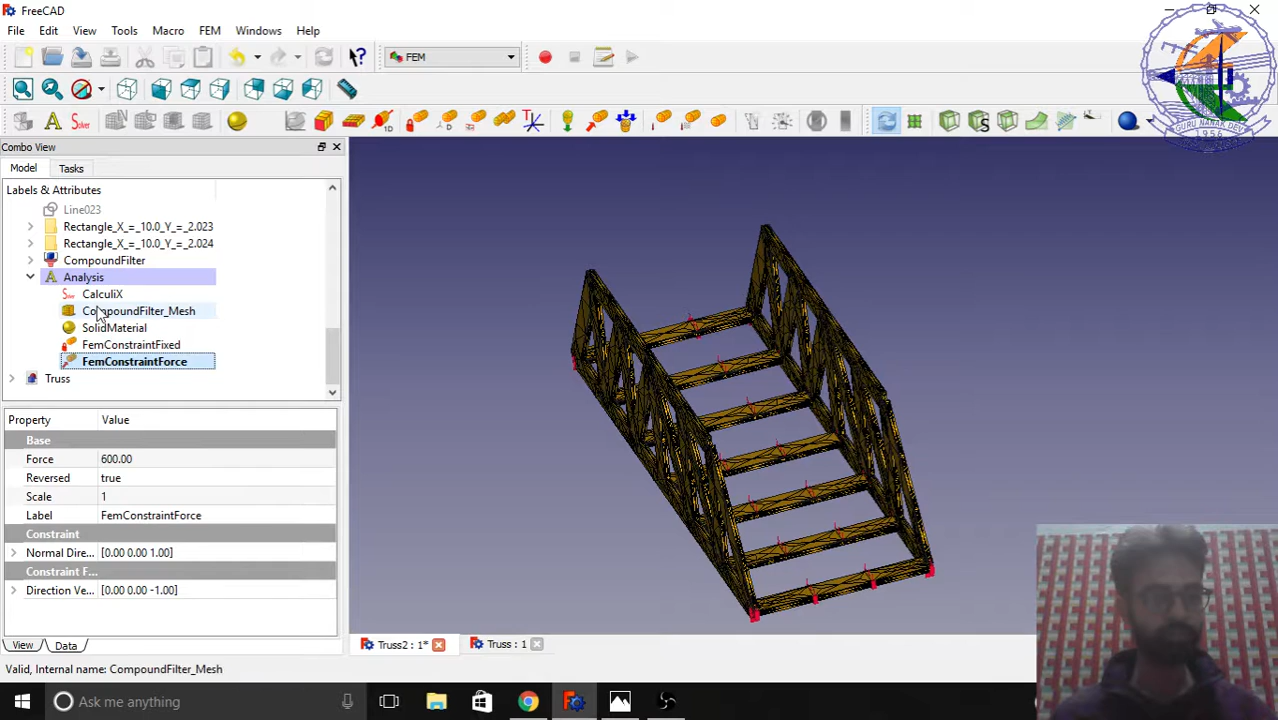 FreeCAD
File Edit View Tools Macro FEM Windows Help
FEM
Combo View
Model Tasks
Labels & Attributes
Line023
Rectangle_X_=_10.0_Y_=_2.023
Rectangle_X_=_10.0_Y_=_2.024
CompoundFilter
Analysis
CalculiX
CompoundFilter_Mesh
SolidMaterial
FemConstraintFixed
FemConstraintForce
Truss
Property Value
Base
Force 600.00
Reversed true
Scale 1
Label FemConstraintForce
Constraint
Normal Dire... [0.00 0.00 1.00]
Constraint F...
Direction Ve... [0.00 0.00 -1.00]
View Data
Truss2 : 1* Truss : 1
Valid, Internal name: CompoundFilter_Mesh
Ask me anything
GURU NANAK DEV
1956